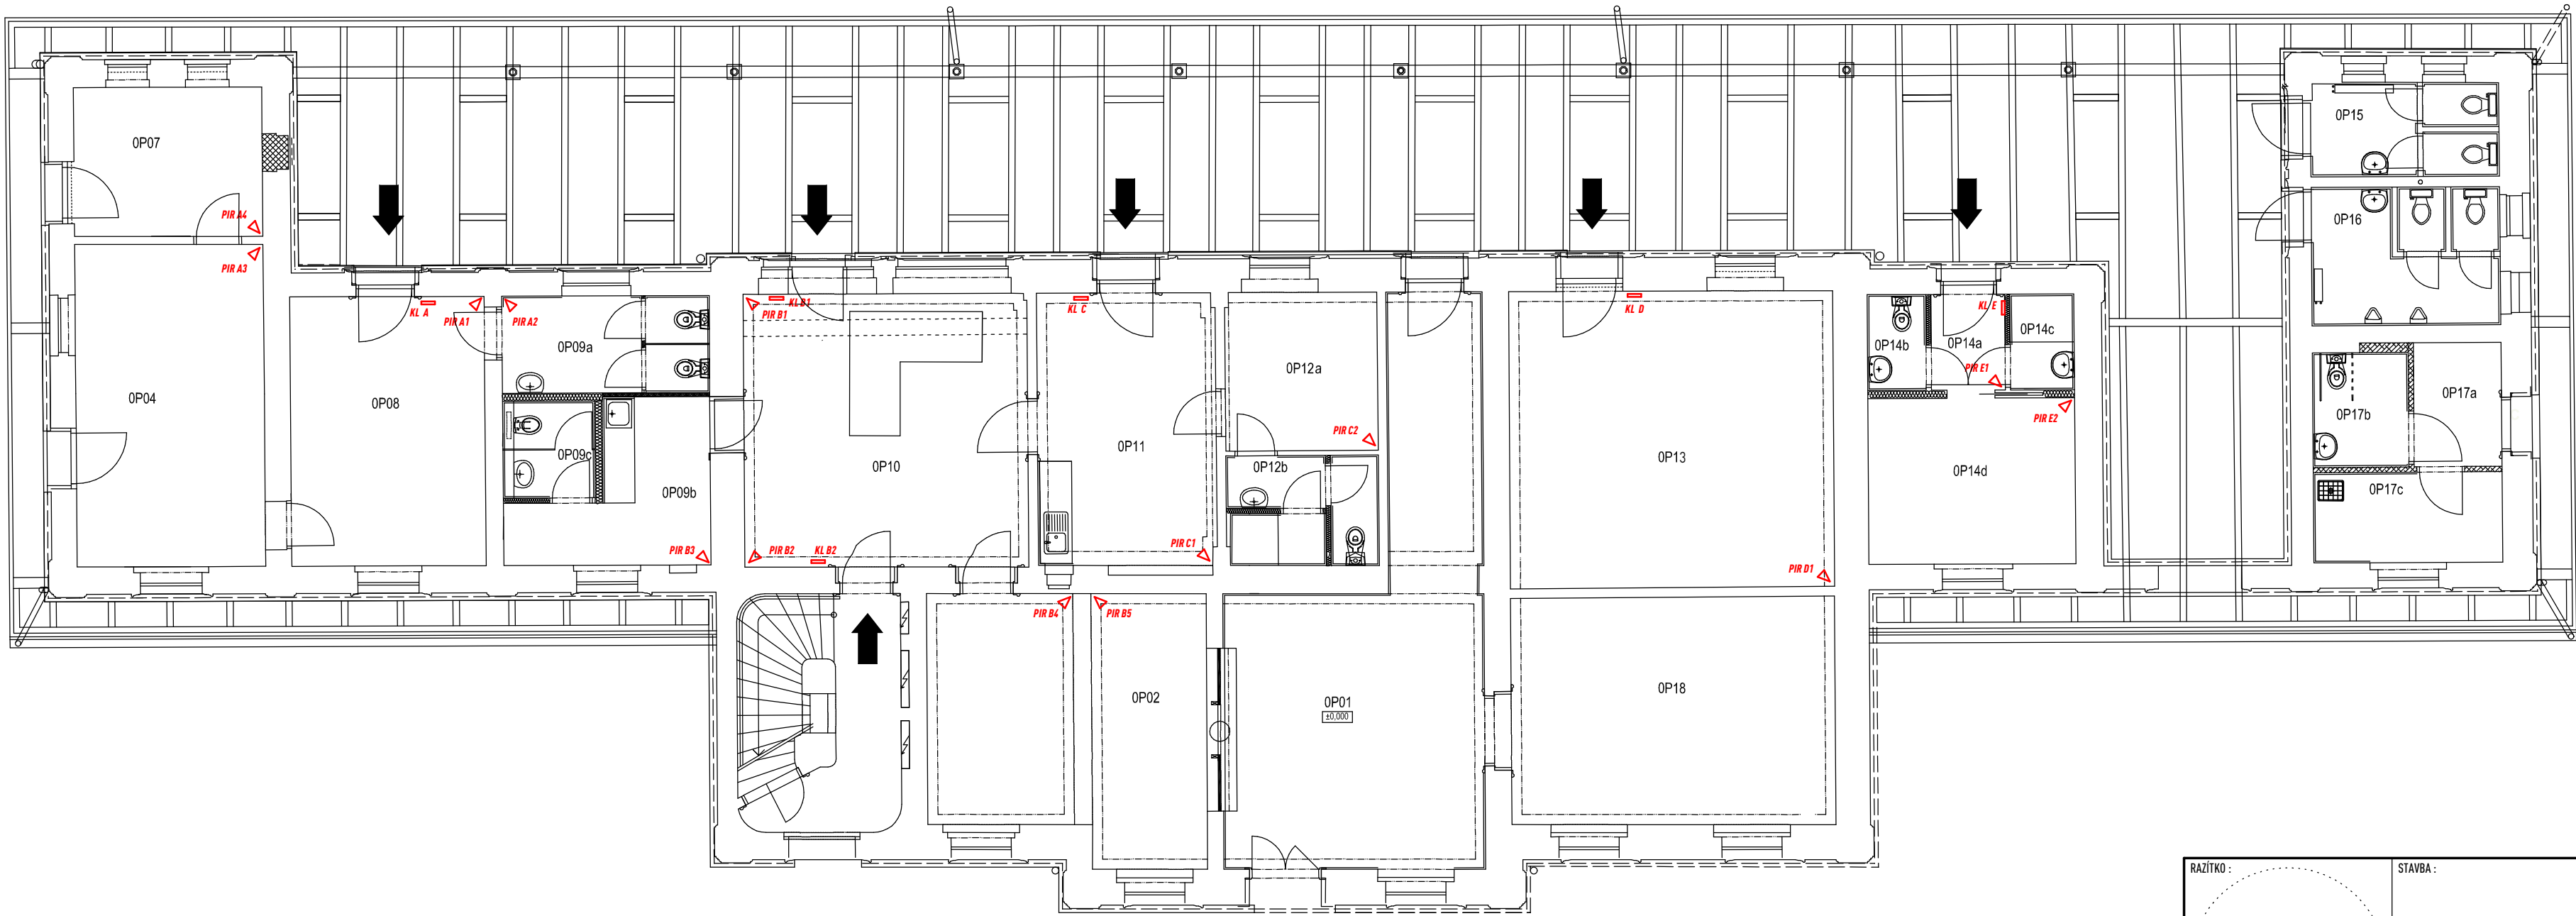 0P07
PIR A4
PIR A3
0P04
0P08
KL A
PIR A1
PIR A2
0P09a
0P09c
0P09b
PIR B3
KL B1
PIR B1
0P10
PIR B2
KL B2
KL C
0P11
PIR C1
0P12a
PIR C2
0P12b
PIR B4
PIR B5
0P02
0P01
±0,000
KL D
0P13
PIR D1
0P18
0P14b
0P14a
KL E
0P14c
PIR E1
PIR E2
0P14d
0P15
0P16
0P17b
0P17a
0P17c
RAZÍTKO :
STAVBA :